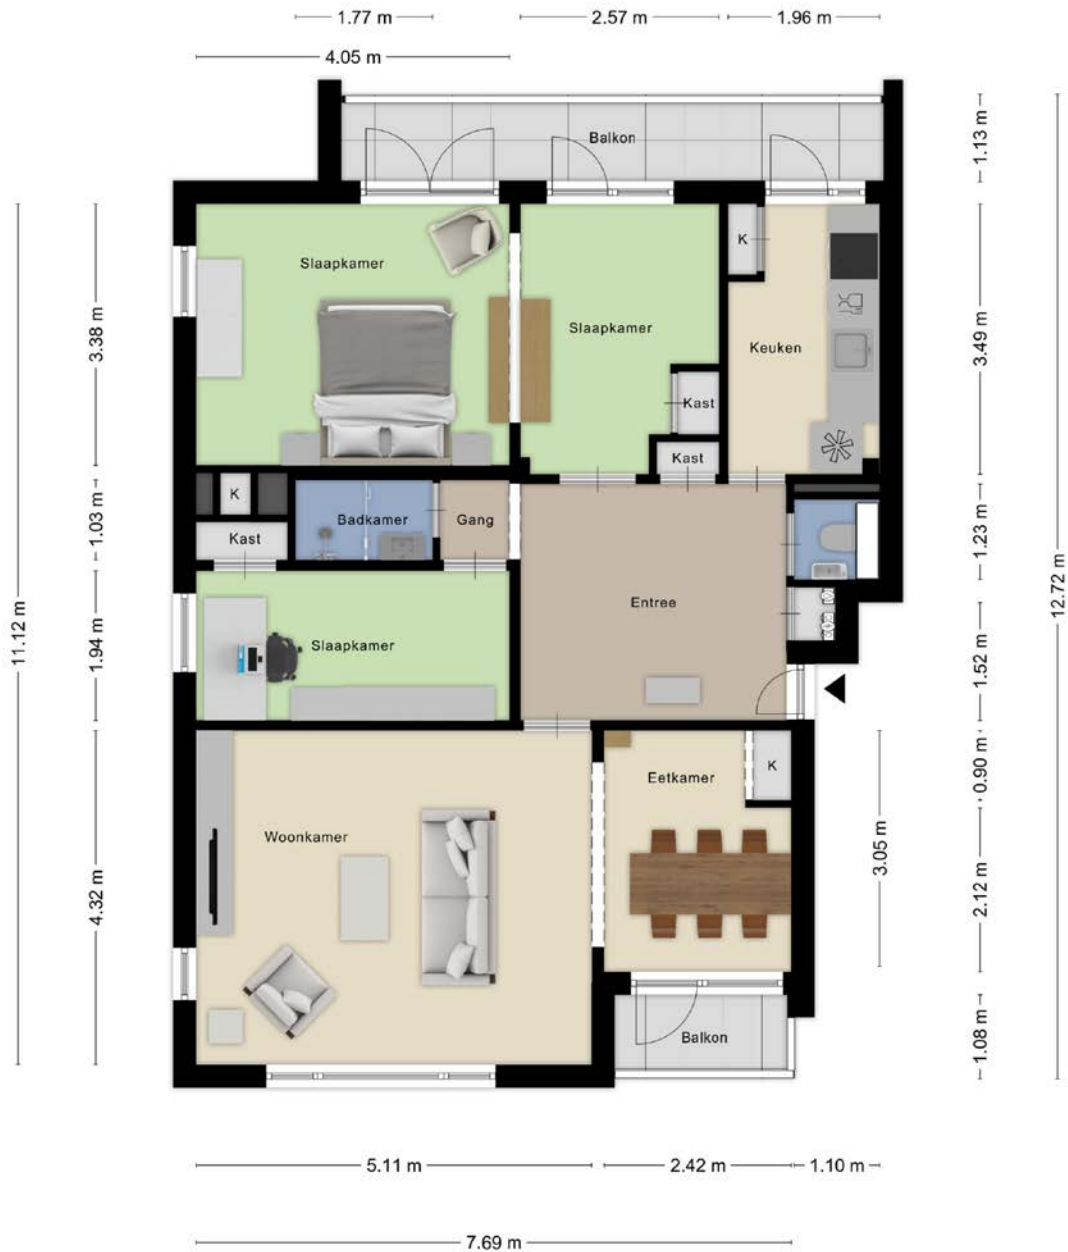 1.77 m
2.57 m
1.96 m
4.05 m
1.13 m
Balkon
Slaapkamer
K
Slaapkamer
Keuken
3.38 m
3.49 m
Kast
Kast
K
Badkamer
Gang
Kast
1.03 m
1.23 m
Entree
Slaapkamer
11.12 m
1.94 m
1.52 m
12.72 m
Eetkamer
K
0.90 m
Woonkamer
3.05 m
4.32 m
2.12 m
Balkon
1.08 m
5.11 m
2.42 m
1.10 m
7.69 m